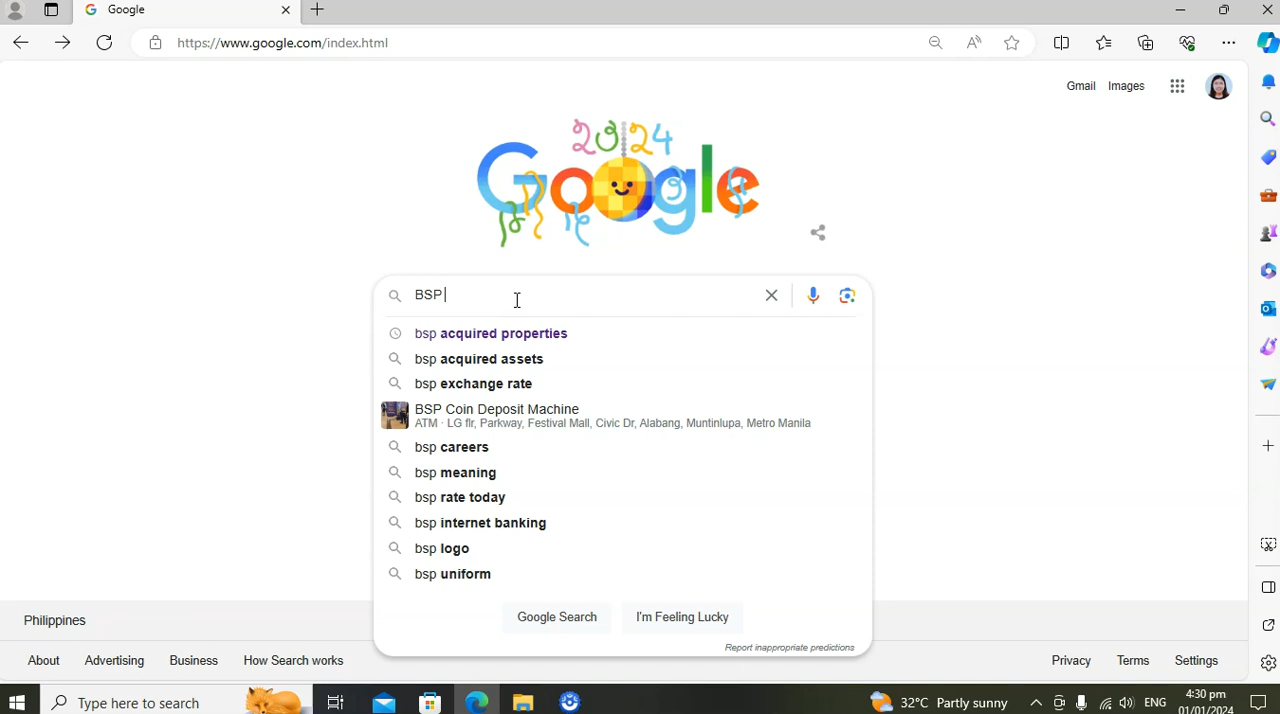 Google
https://www.google.com/index.html
Gmail Images
2024
Google
BSP
bsp acquired properties
bsp acquired assets
bsp exchange rate
BSP Coin Deposit Machine
ATM · LG flr, Parkway, Festival Mall, Civic Dr, Alabang, Muntinlupa, Metro Manila
bsp careers
bsp meaning
bsp rate today
bsp internet banking
bsp logo
bsp uniform
Google Search I'm Feeling Lucky
Report inappropriate predictions
Philippines
About Advertising Business How Search works Privacy Terms Settings
Type here to search 32°C Partly sunny ENG 4:30 pm
01/01/2024